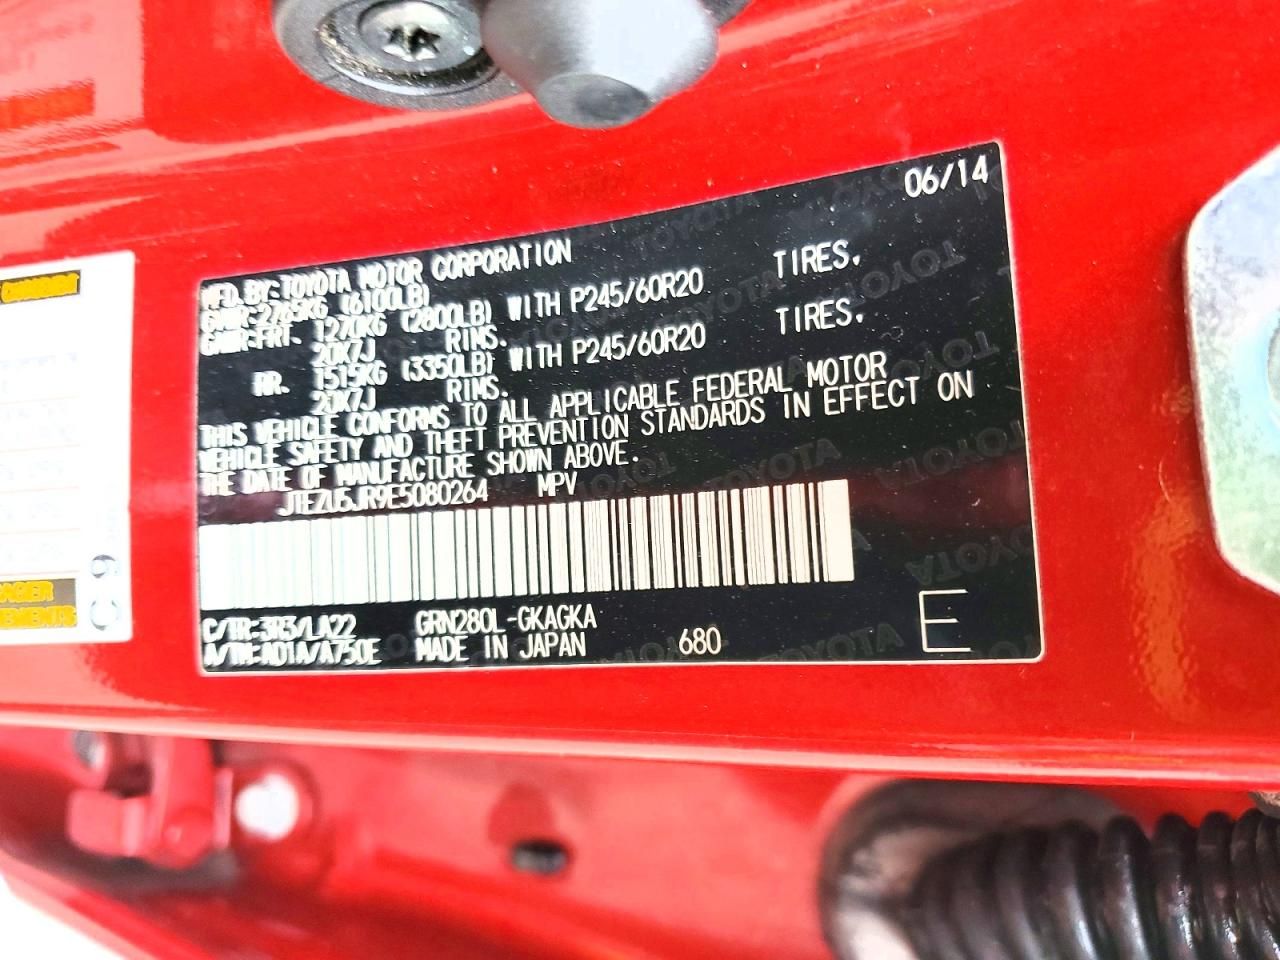 06/14
MFD.BY:TOYOTA MOTOR CORPORATION
GVWR-2765KG (6100LB)
GAWR-FRT. 1270KG (2800LB) WITH P245/60R20 TIRES,
20X7J RIMS.
RR. 1515KG (3350LB) WITH P245/60R20 TIRES,
20X7J RIMS.
THIS VEHICLE CONFORMS TO ALL APPLICABLE FEDERAL MOTOR
VEHICLE SAFETY AND THEFT PREVENTION STANDARDS IN EFFECT ON
THE DATE OF MANUFACTURE SHOWN ABOVE.
JTEZU5JR9E5080264 MPV
C/TR:3R3/LA22 GRN280L-GKAGKA
A/TM:A01A/A750E MADE IN JAPAN 680 E